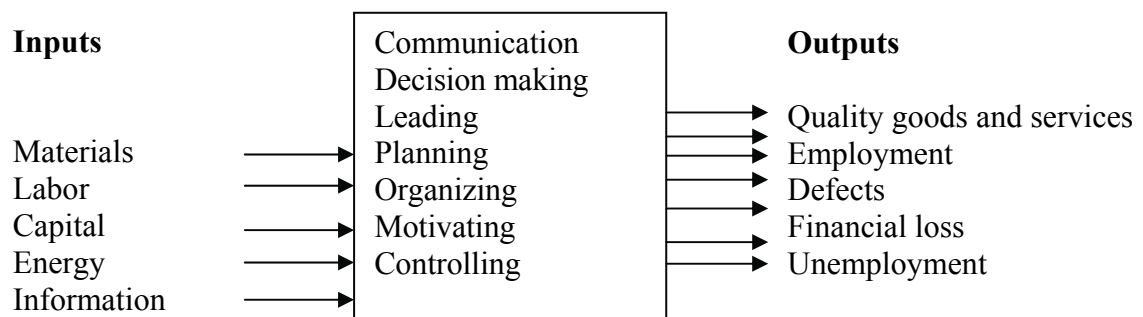 Inputs
Materials
Labor
Capital
Energy
Information
Communication
Decision making
Leading
Planning
Organizing
Motivating
Controlling
Outputs
Quality goods and services
Employment
Defects
Financial loss
Unemployment